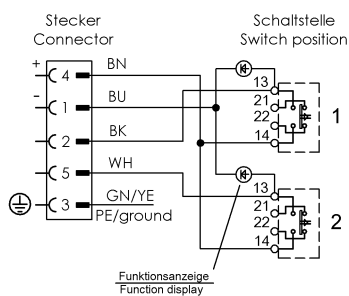 Stecker
Connector
Schaltstelle
Switch position
+
4
BN
-
1
BU
2
BK
5
WH
3
GN/YE
PE/ground
13
21
22
14
1
13
21
22
14
2
Funktionsanzeige
Function display